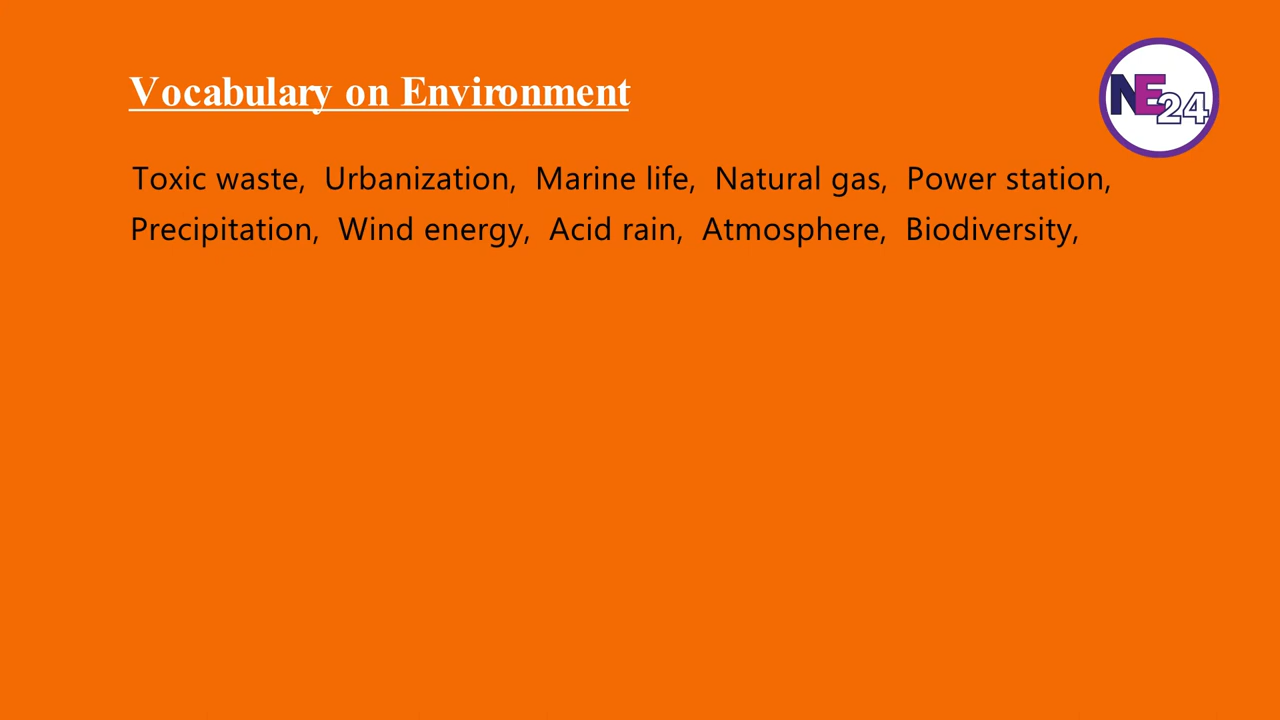 Vocabulary on Environment
NE24
Toxic waste, Urbanization, Marine life, Natural gas, Power station,
Precipitation, Wind energy, Acid rain, Atmosphere, Biodiversity,